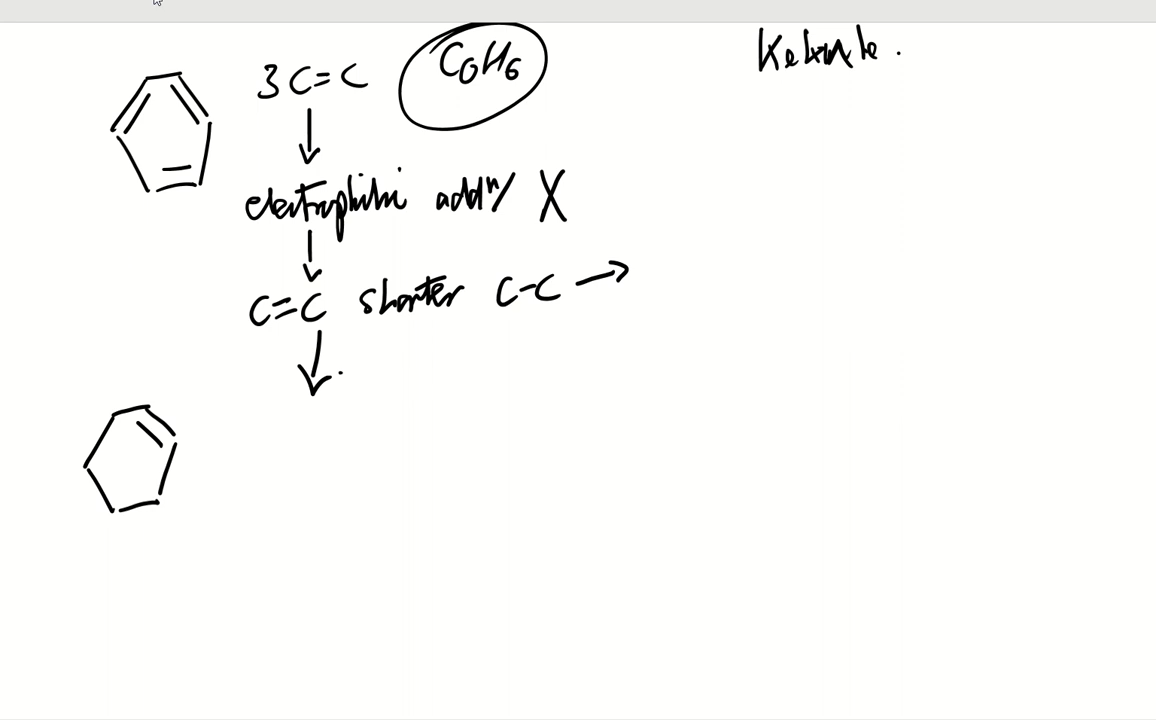 3 C=C
C6H6
Kekule.
electrophilic addn/ X
C=C shorter C-C →